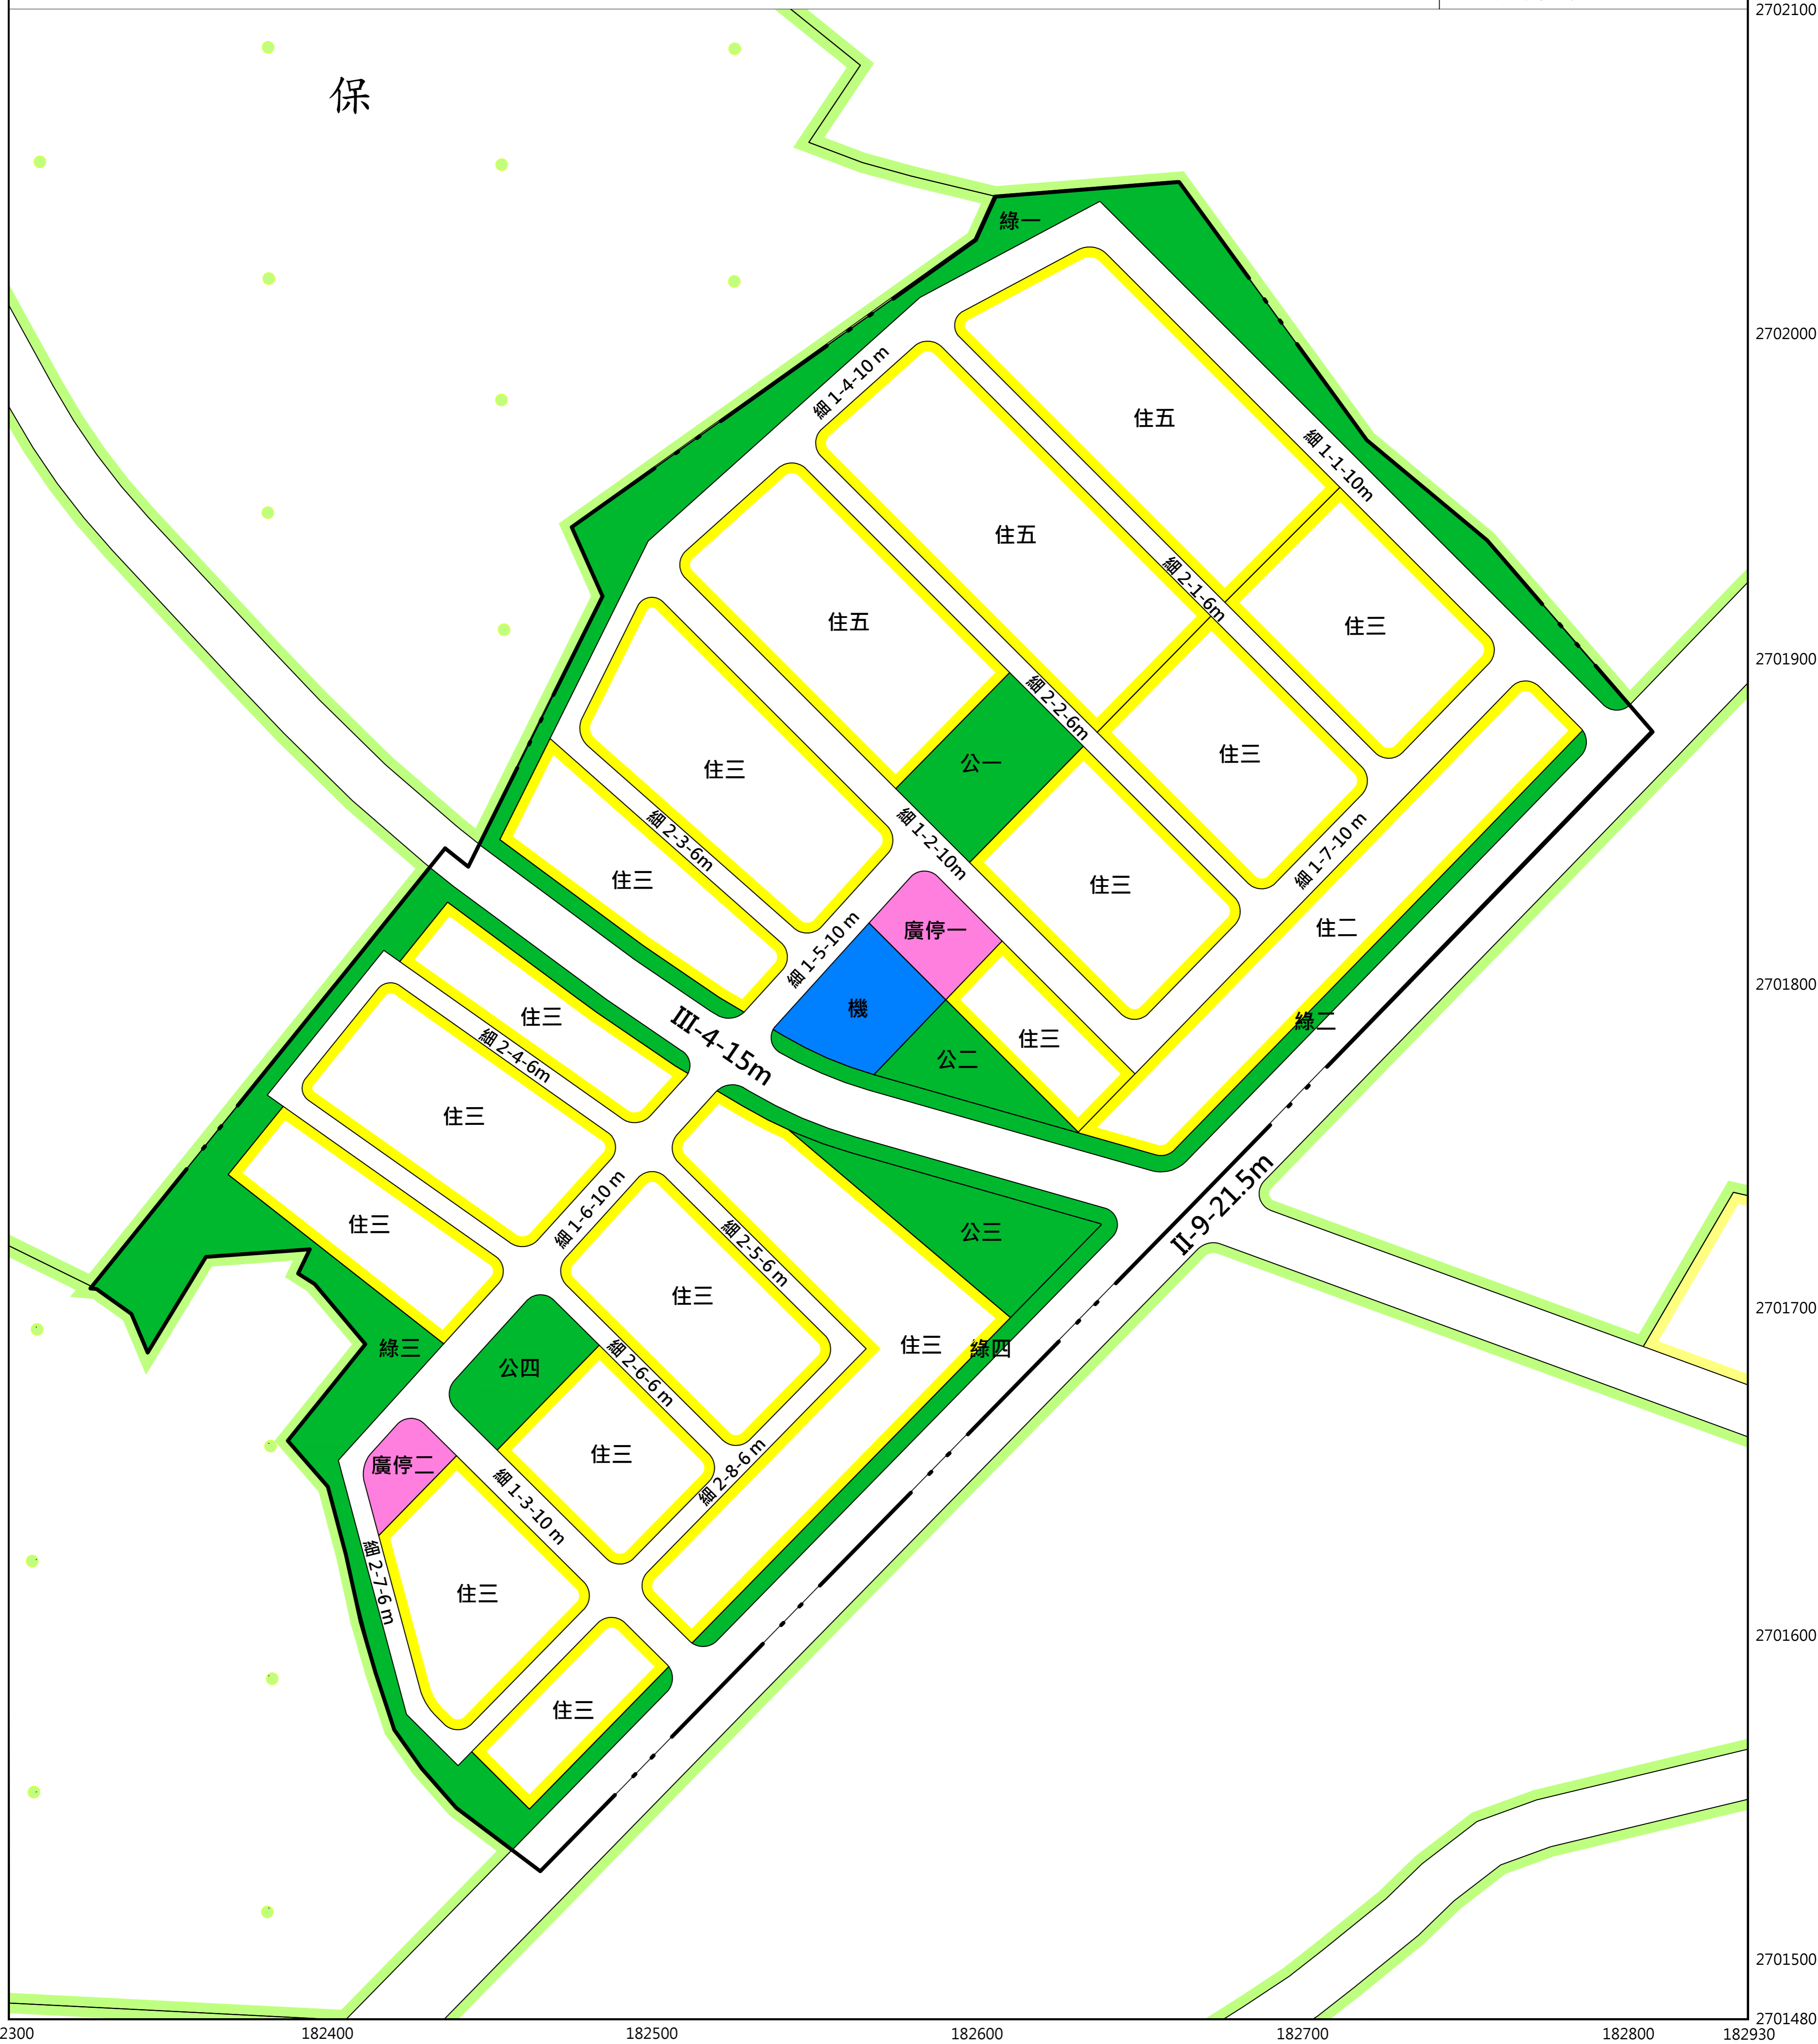 2702100
保
綠一
2702000
細 1-4-10 m
住五
細 1-1-10m
住五
細 2-1-6m
住五
住三
2701900
細 2-2-6m
住三
公一
住三
細 2-3-6m
細 1-2-10m
細 1-7-10 m
住三
住三
住二
廣停一
細 1-5-10 m
2701800
機
住三
綠二
III-4-15m
住三
公二
細 2-4-6m
住三
II-9-21.5m
細 1-6-10 m
住三
公三
細 2-5-6 m
住三
2701700
綠三
住三
綠四
公四
細 2-6-6 m
廣停二
住三
細 2-8-6 m
細 1-3-10 m
細 2-7-6 m
住三
2701600
住三
2701500
2701480
2300
182400
182500
182600
182700
182800
182930